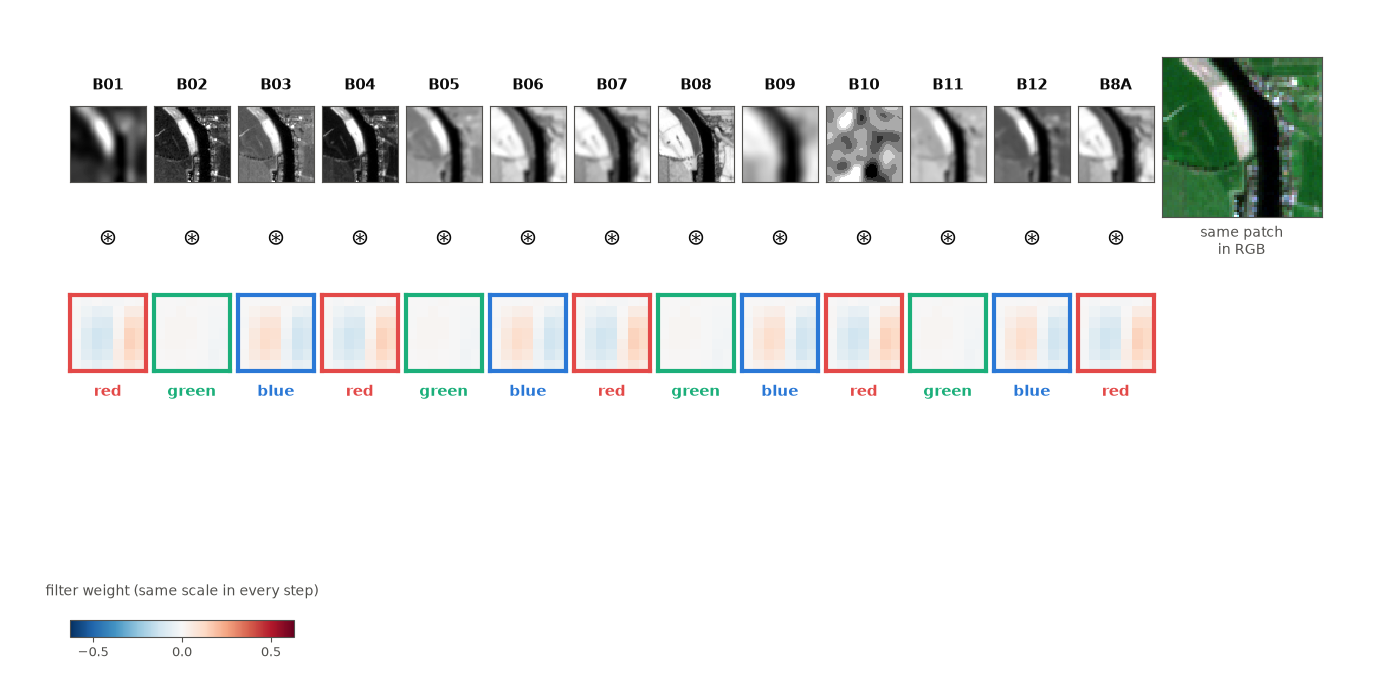 B01 B02 B03 B04 B05 B06 B07 B08 B09 B10 B11 B12 B8A
same patch
in RGB
red green blue red green blue red green blue red green blue red
filter weight (same scale in every step)
−0.5 0.0 0.5